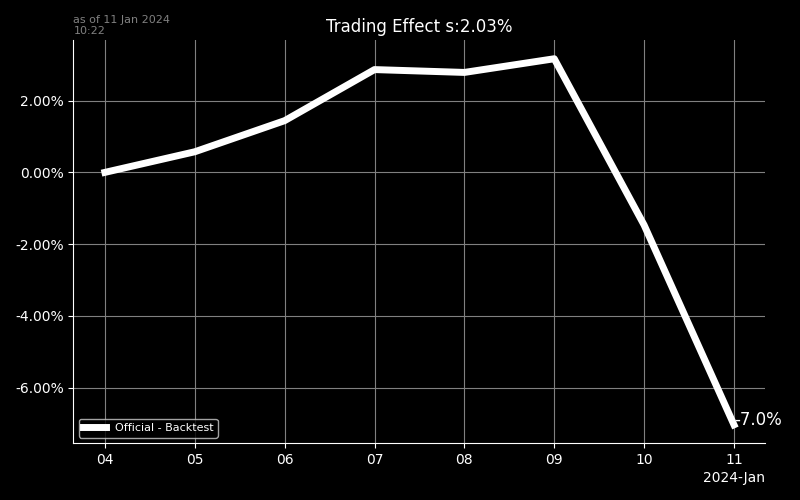 as of 11 Jan 2024
10:22
Trading Effect s:2.03%
2.00%
0.00%
-2.00%
-4.00%
-6.00%
-7.0%
Official - Backtest
04 05 06 07 08 09 10 11
2024-Jan